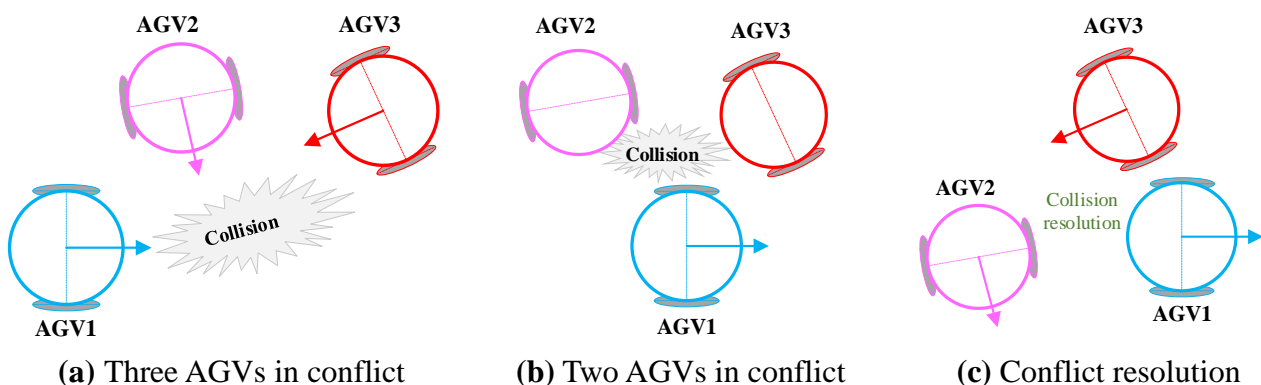 AGV2
AGV3
Collision
AGV1
(a) Three AGVs in conflict
AGV2
AGV3
Collision
AGV1
(b) Two AGVs in conflict
AGV3
AGV2
Collision
resolution
AGV1
(c) Conflict resolution